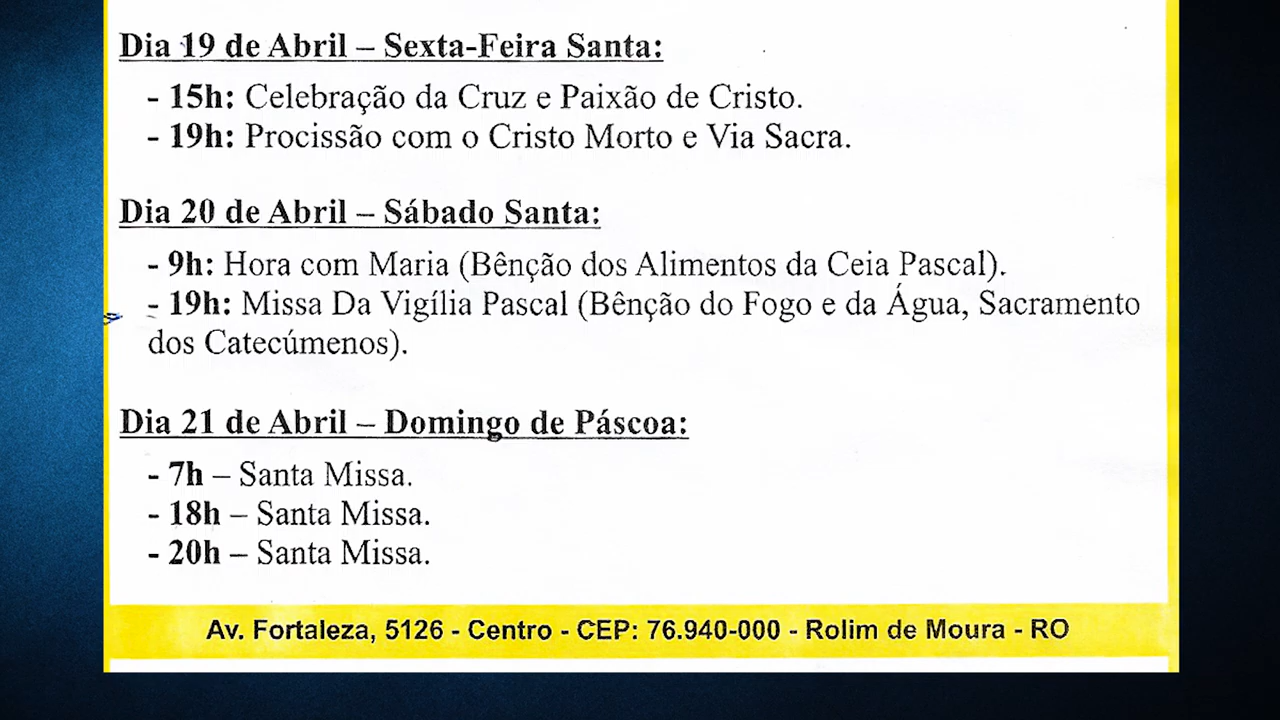 Dia 19 de Abril – Sexta-Feira Santa:
- 15h: Celebração da Cruz e Paixão de Cristo.
- 19h: Procissão com o Cristo Morto e Via Sacra.
Dia 20 de Abril – Sábado Santa:
- 9h: Hora com Maria (Bênção dos Alimentos da Ceia Pascal).
- 19h: Missa Da Vigília Pascal (Bênção do Fogo e da Água, Sacramento
dos Catecúmenos).
Dia 21 de Abril – Domingo de Páscoa:
- 7h – Santa Missa.
- 18h – Santa Missa.
- 20h – Santa Missa.
Av. Fortaleza, 5126 - Centro - CEP: 76.940-000 - Rolim de Moura - RO